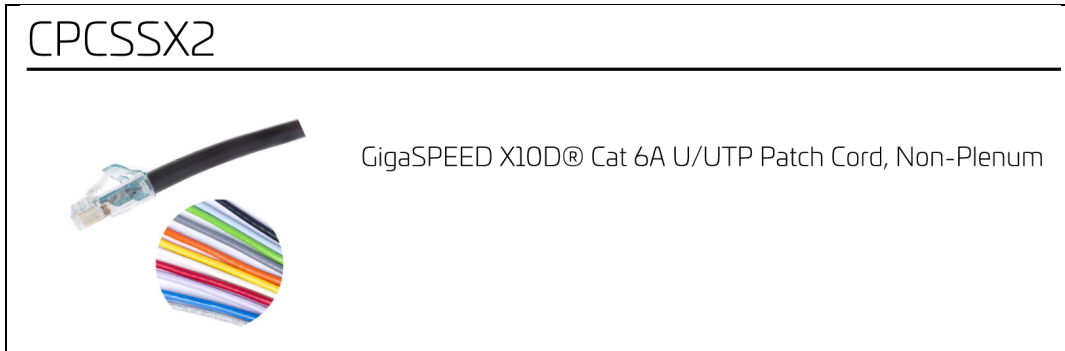 CPCSSX2
GigaSPEED X10D® Cat 6A U/UTP Patch Cord, Non-Plenum